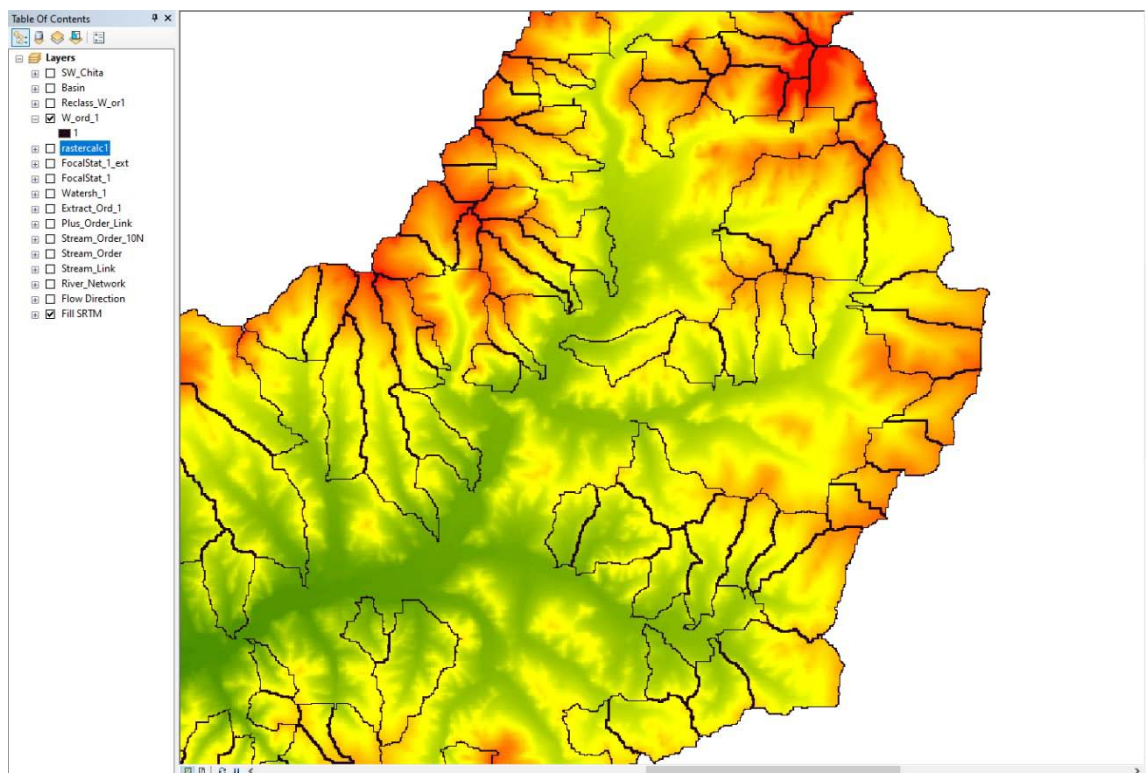 Table Of Contents
Layers
SW_Chita
Basin
Reclass_W_or1
W_ord_1
1
rastercalc1
FocalStat_1_ext
FocalStat_1
Watersh_1
Extract_Ord_1
Plus_Order_Link
Stream_Order_10N
Stream_Order
Stream_Link
River_Network
Flow Direction
Fill SRTM